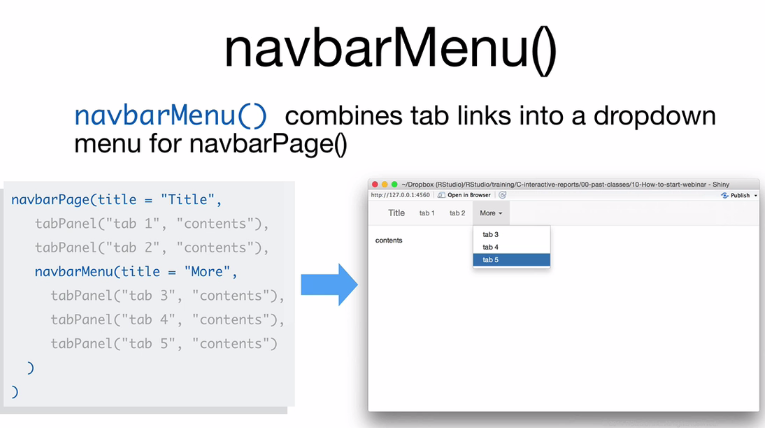 navbarMenu()
navbarMenu() combines tab links into a dropdown
menu for navbarPage()
navbarPage(title = "Title",
tabPanel("tab 1", "contents"),
tabPanel("tab 2", "contents"),
navbarMenu(title = "More",
tabPanel("tab 3", "contents"),
tabPanel("tab 4", "contents"),
tabPanel("tab 5", "contents")
)
)
~/Dropbox (RStudio)/RStudio/training/C-interactive-reports/00-past-classes/10-How-to-start-webinar - Shiny
http://127.0.0.1:4560 Open in Browser Publish
Title tab 1 tab 2 More
contents
tab 3
tab 4
tab 5